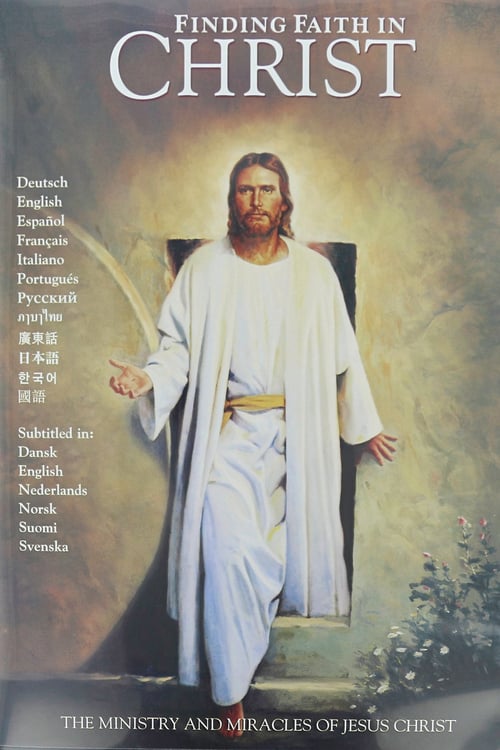 FINDING FAITH IN
CHRIST
Deutsch
English
Español
Français
Italiano
Portugués
Русский
ภาษาไทย
廣東話
日本語
한국어
國語
Subtitled in:
Dansk
English
Nederlands
Norsk
Suomi
Svenska
THE MINISTRY AND MIRACLES OF JESUS CHRIST